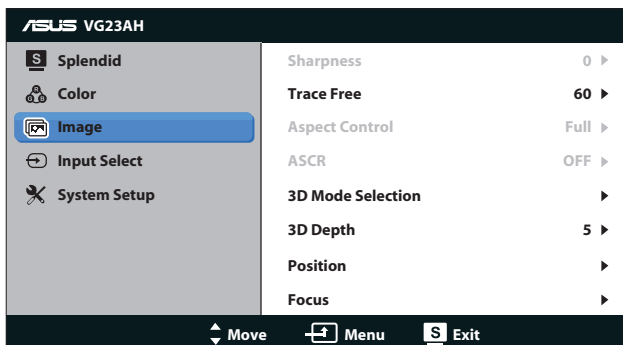 ASUS VG23AH
S Splendid
Color
Image
Input Select
System Setup
Sharpness 0
Trace Free 60
Aspect Control Full
ASCR OFF
3D Mode Selection
3D Depth 5
Position
Focus
Move Menu S Exit